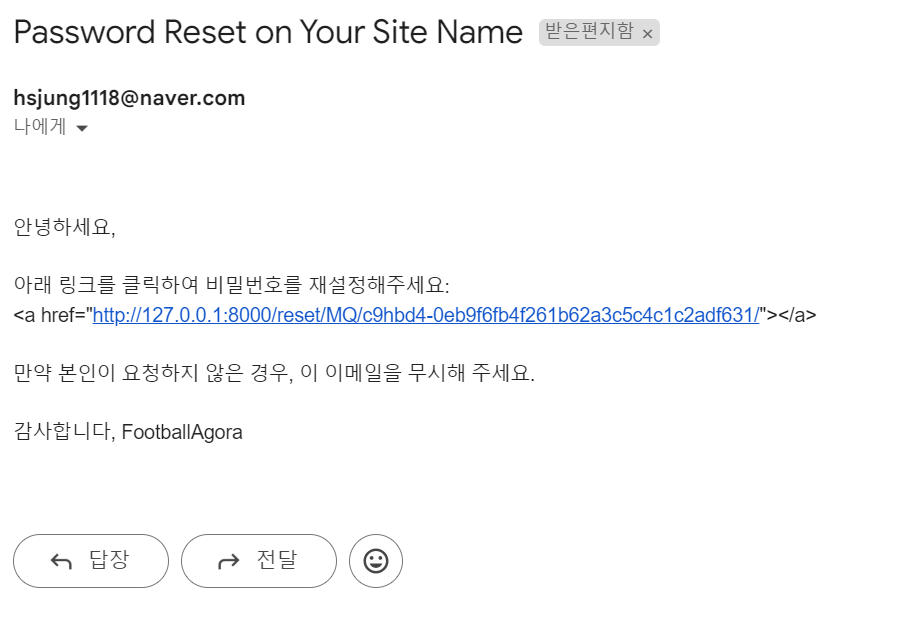 Password Reset on Your Site Name 받은편지함 ×
hsjung1118@naver.com
나에게
안녕하세요,
아래 링크를 클릭하여 비밀번호를 재설정해주세요:
<a href="http://127.0.0.1:8000/reset/MQ/c9hbd4-0eb9f6fb4f261b62a3c5c4c1c2adf631/"></a>
만약 본인이 요청하지 않은 경우, 이 이메일을 무시해 주세요.
감사합니다, FootballAgora
답장 전달